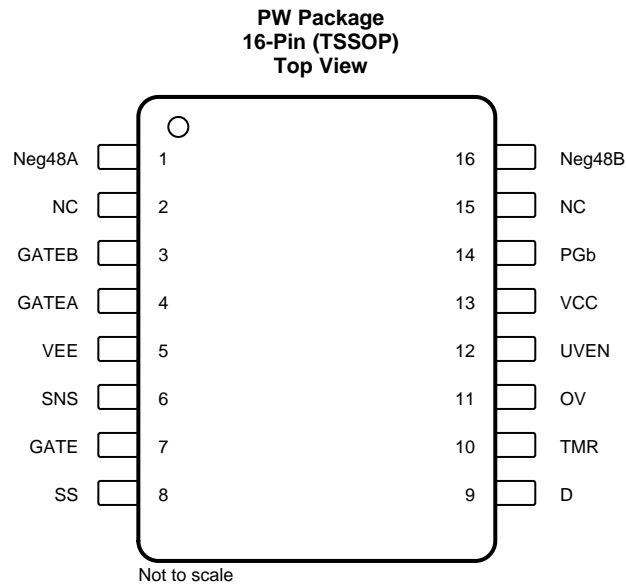 PW Package
16-Pin (TSSOP)
Top View
Neg48A 1 16 Neg48B
NC 2 15 NC
GATEB 3 14 PGb
GATEA 4 13 VCC
VEE 5 12 UVEN
SNS 6 11 OV
GATE 7 10 TMR
SS 8 9 D
Not to scale